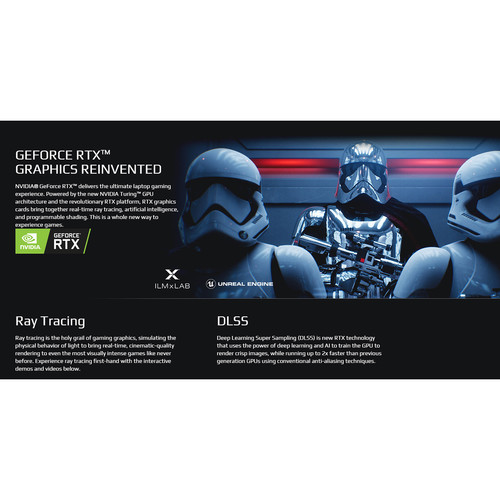 GEFORCE RTX™
GRAPHICS REINVENTED
NVIDIA® GeForce RTX™ delivers the ultimate laptop gaming
experience. Powered by the new NVIDIA Turing™ GPU
architecture and the revolutionary RTX platform, RTX graphics
cards bring together real-time ray tracing, artificial intelligence,
and programmable shading. This is a whole new way to
experience games.
NVIDIA
GEFORCE
RTX
ILMxLAB
UNREAL ENGINE
Ray Tracing
Ray tracing is the holy grail of gaming graphics, simulating the
physical behavior of light to bring real-time, cinematic-quality
rendering to even the most visually intense games like never
before. Experience ray tracing first-hand with the interactive
demos and videos below.
DLSS
Deep Learning Super Sampling (DLSS) is new RTX technology
that uses the power of deep learning and AI to train the GPU to
render crisp images, while running up to 2x faster than previous
generation GPUs using conventional anti-aliasing techniques.